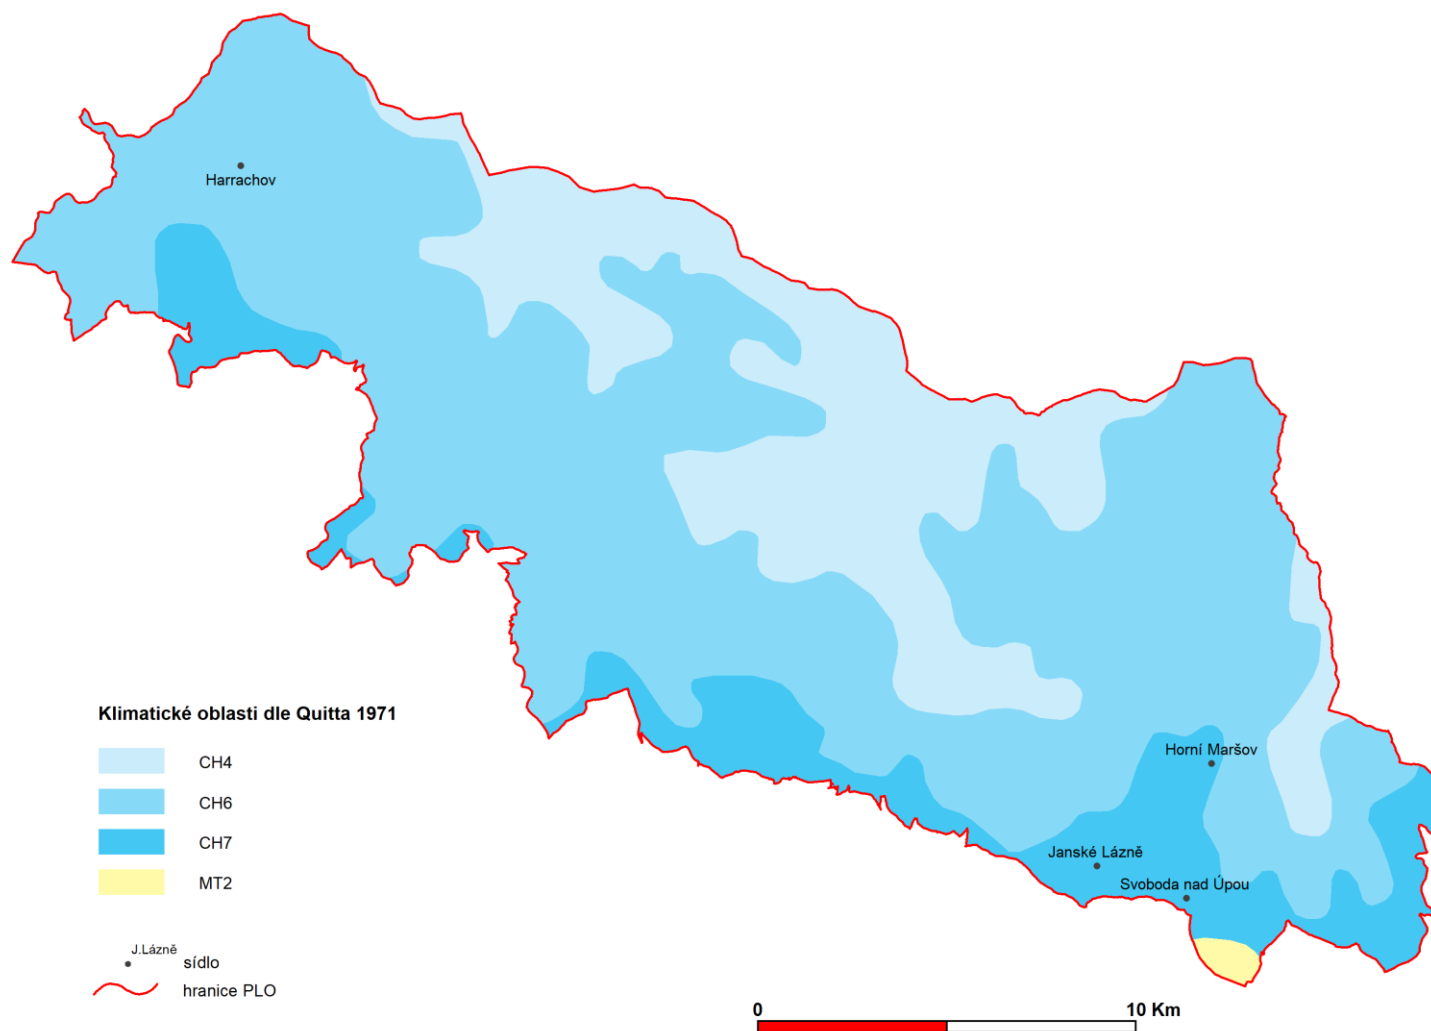 Harrachov
Klimatické oblasti dle Quitta 1971
CH4
CH6
CH7
MT2
J.Lázně
sídlo
hranice PLO
Horní Maršov
Janské Lázně
Svoboda nad Úpou
0
10 Km